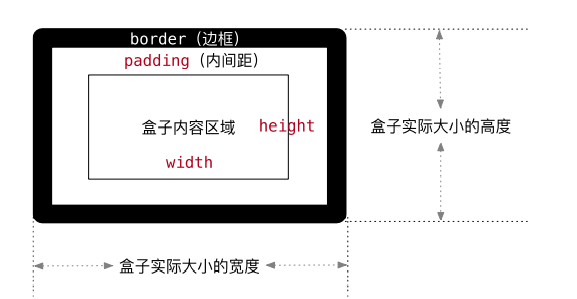 border（边框）
padding（内间距）
盒子内容区域
height
width
盒子实际大小的高度
盒子实际大小的宽度